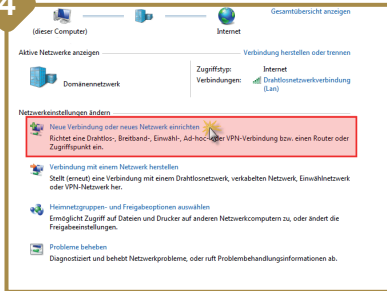 4
Gesamtübersicht anzeigen
(dieser Computer)
Internet
Aktive Netzwerke anzeigen
Verbindung herstellen oder trennen
Domänennetzwerk
Zugriffstyp: Internet
Verbindungen: Drahtlosnetzwerkverbindung
(Lan)
Netzwerkeinstellungen ändern
Neue Verbindung oder neues Netzwerk einrichten
Richtet eine Drahtlos-, Breitband-, Einwähl-, Ad-hoc- oder VPN-Verbindung bzw. einen Router oder
Zugriffspunkt ein.
Verbindung mit einem Netzwerk herstellen
Stellt (erneut) eine Verbindung mit einem Drahtlosnetzwerk, verkabelten Netzwerk, Einwählnetzwerk
oder VPN-Netzwerk her.
Heimnetzgruppen- und Freigabeoptionen auswählen
Ermöglicht Zugriff auf Dateien und Drucker auf anderen Netzwerkcomputern zu, oder ändert die
Freigabeeinstellungen.
Probleme beheben
Diagnostiziert und behebt Netzwerkprobleme, oder ruft Problembehandlungsinformationen ab.